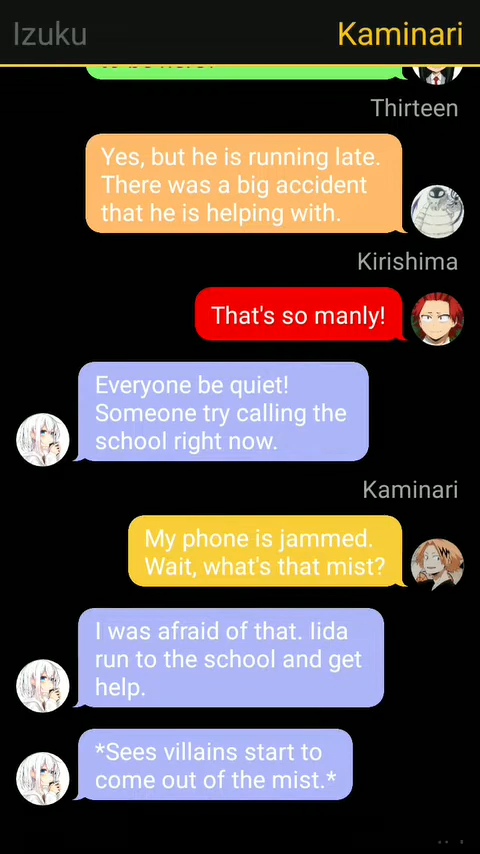 Izuku
Kaminari
to be here?
Thirteen
Yes, but he is running late.
There was a big accident
that he is helping with.
Kirishima
That's so manly!
Everyone be quiet!
Someone try calling the
school right now.
Kaminari
My phone is jammed.
Wait, what's that mist?
I was afraid of that. Iida
run to the school and get
help.
*Sees villains start to
come out of the mist.*